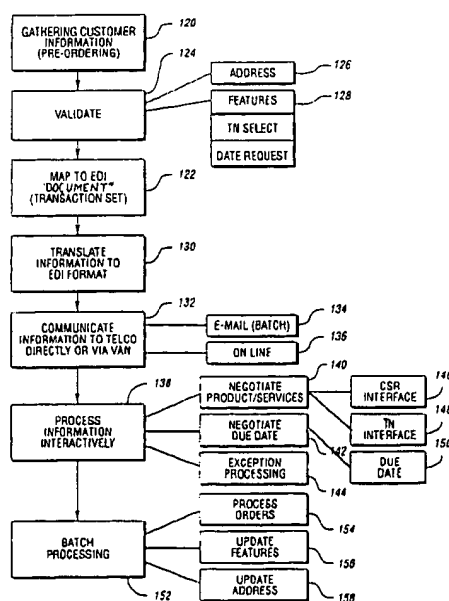 GATHERING CUSTOMER
INFORMATION
(PRE-ORDERING)
120
124
VALIDATE
ADDRESS
126
FEATURES
128
TN SELECT
DATE REQUEST
MAP TO EDI
"DOCUMENT"
(TRANSACTION SET)
122
TRANSLATE
INFORMATION TO
EDI FORMAT
130
132
COMMUNICATE
INFORMATION TO TELCO
DIRECTLY OR VIA VAN
E-MAIL (BATCH)
134
ON LINE
136
138
PROCESS
INFORMATION
INTERACTIVELY
140
NEGOTIATE
PRODUCT/SERVICES
CSR
INTERFACE
146
TN
INTERFACE
148
NEGOTIATE
DUE DATE
142
DUE
DATE
150
EXCEPTION
PROCESSING
144
BATCH
PROCESSING
152
PROCESS
ORDERS
154
UPDATE
FEATURES
156
UPDATE
ADDRESS
158